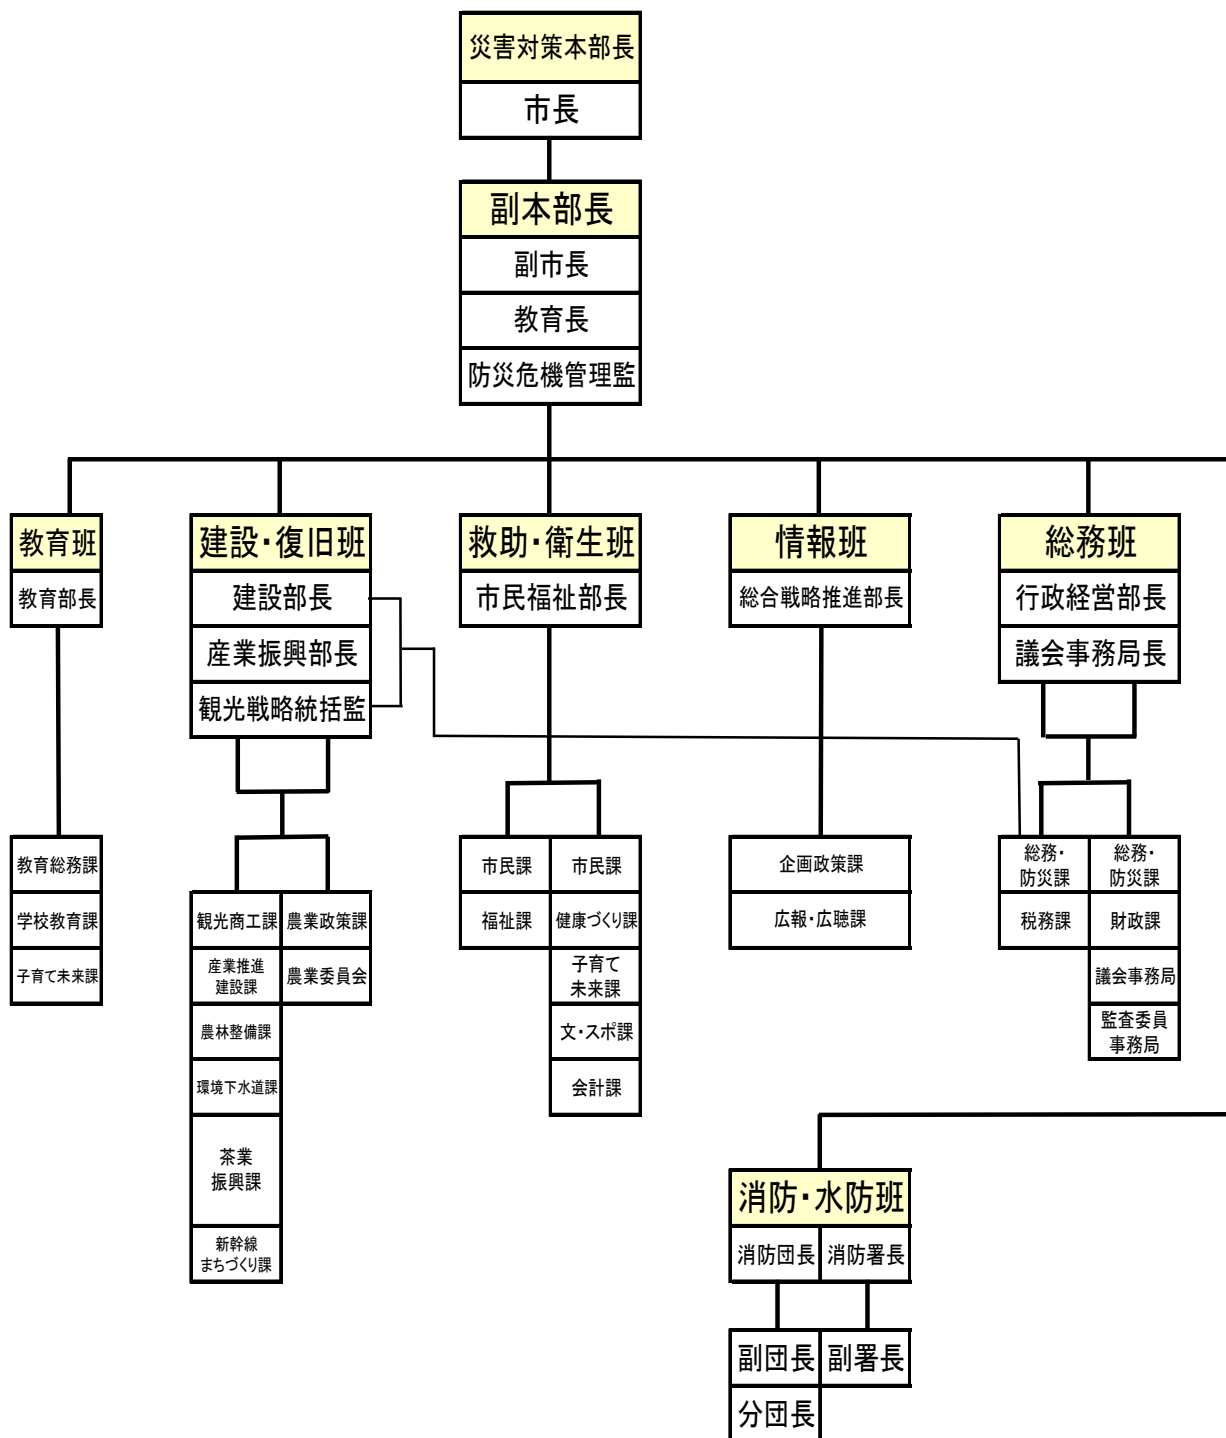 災害対策本部長
市長
副本部長
副市長
教育長
防災危機管理監
教育班
教育部長
教育総務課
学校教育課
子育て未来課
建設・復旧班
建設部長
産業振興部長
観光戦略統括監
観光商工課
産業推進
建設課
農林整備課
環境下水道課
茶業
振興課
新幹線
まちづくり課
農業政策課
農業委員会
救助・衛生班
市民福祉部長
市民課
福祉課
市民課
健康づくり課
子育て
未来課
文・スポ課
会計課
情報班
総合戦略推進部長
企画政策課
広報・広聴課
総務班
行政経営部長
議会事務局長
総務・
防災課
税務課
総務・
防災課
財政課
議会事務局
監査委員
事務局
消防・水防班
消防団長
消防署長
副団長
副署長
分団長